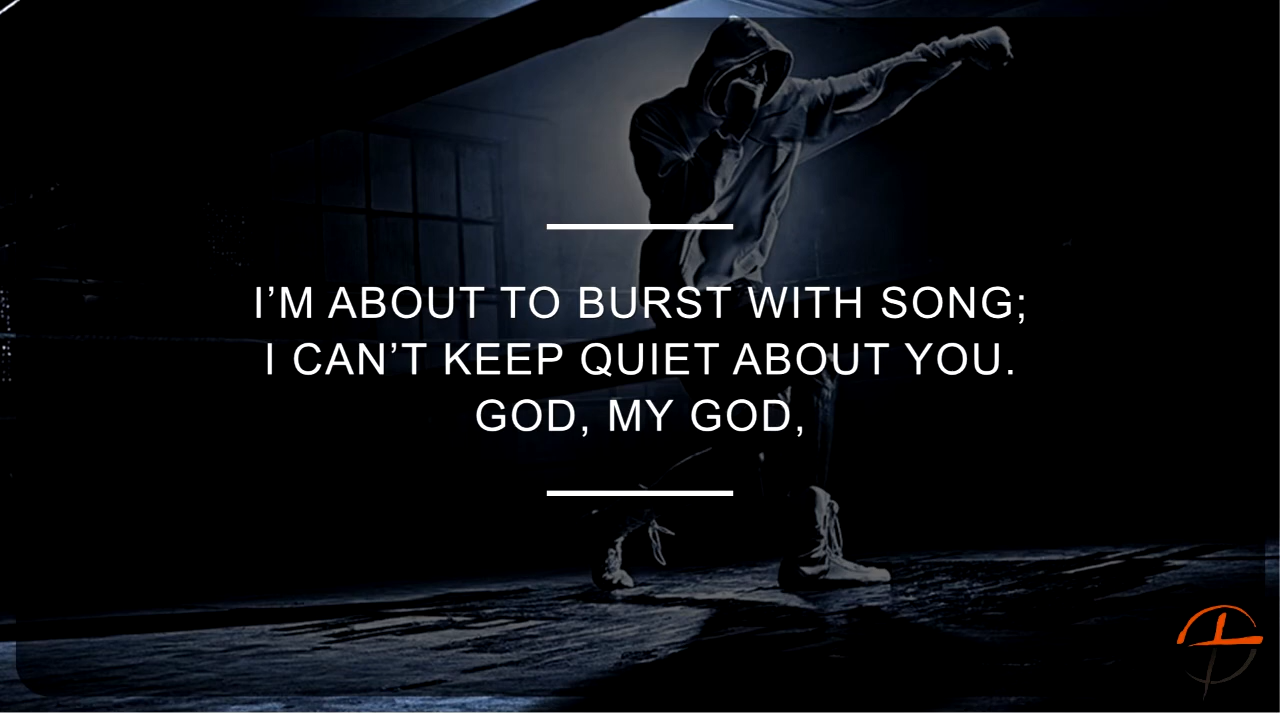 I’M ABOUT TO BURST WITH SONG;
I CAN’T KEEP QUIET ABOUT YOU.
GOD, MY GOD,